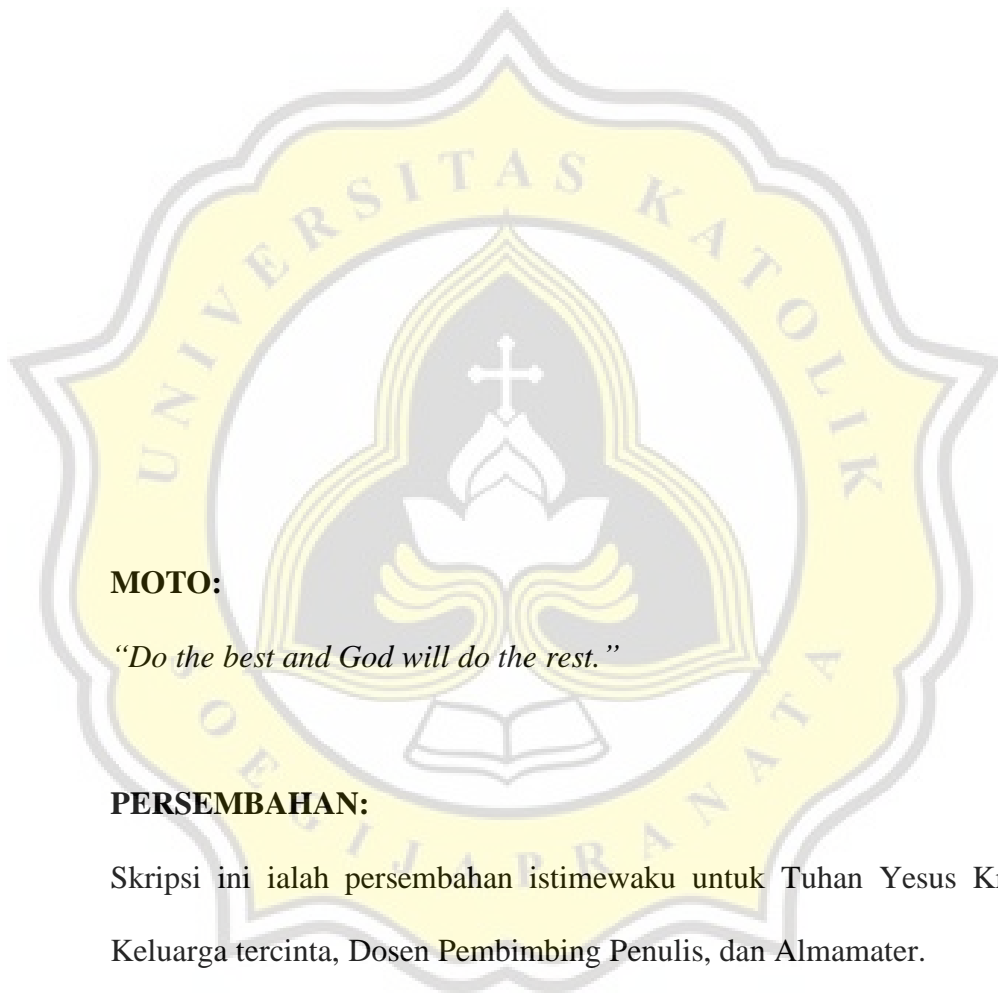 UNIVERSITAS KATOLIK
SOEGIJAPRANATA
MOTO:
“Do the best and God will do the rest.”
PERSEMBAHAN:
Skripsi ini ialah persembahan istimewaku untuk Tuhan Yesus
Keluarga tercinta, Dosen Pembimbing Penulis, dan Almamater.